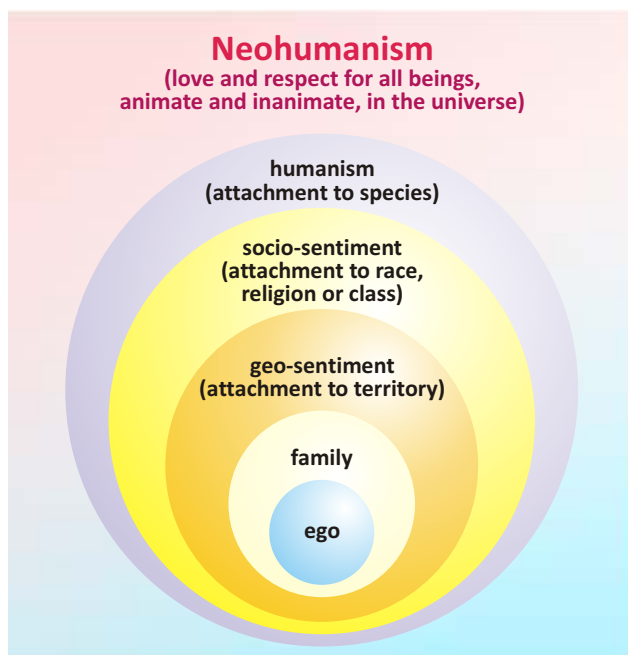 Neohumanism
(love and respect for all beings,
animate and inanimate, in the universe)
humanism
(attachment to species)
socio-sentiment
(attachment to race,
religion or class)
geo-sentiment
(attachment to territory)
family
ego